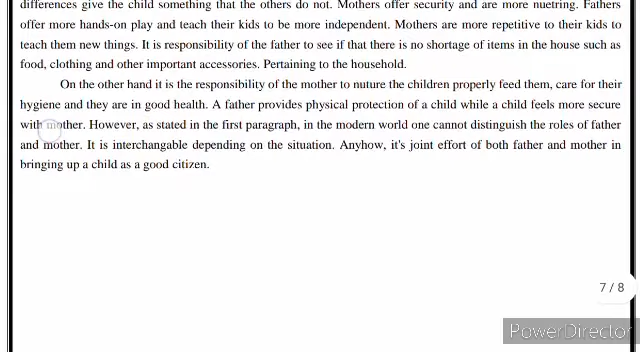 differences give the child something that the others do not. Mothers offer security and are more nuetring. Fathers
offer more hands-on play and teach their kids to be more independent. Mothers are more repetitive to their kids to
teach them new things. It is responsibility of the father to see if that there is no shortage of items in the house such as
food, clothing and other important accessories. Pertaining to the household.
On the other hand it is the responsibility of the mother to nuture the children properly feed them, care for their
hygiene and they are in good health. A father provides physical protection of a child while a child feels more secure
with mother. However, as stated in the first paragraph, in the modern world one cannot distinguish the roles of father
and mother. It is interchangable depending on the situation. Anyhow, it's joint effort of both father and mother in
bringing up a child as a good citizen.
7 / 8
PowerDirector